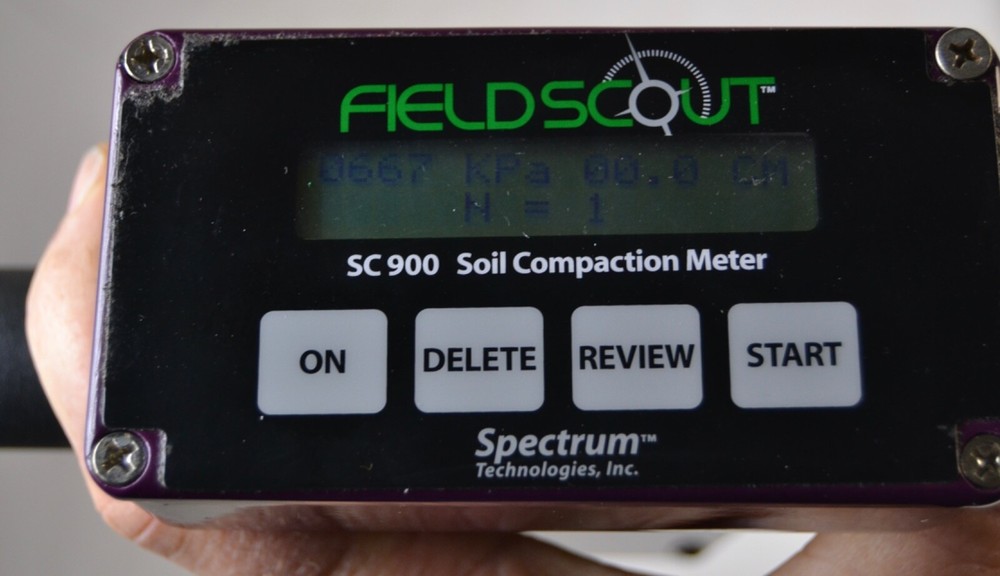 FIELDSCOUT™
0667 KPa 00.0 CM
N = 1
SC 900 Soil Compaction Meter
ON DELETE REVIEW START
Spectrum™
Technologies, Inc.